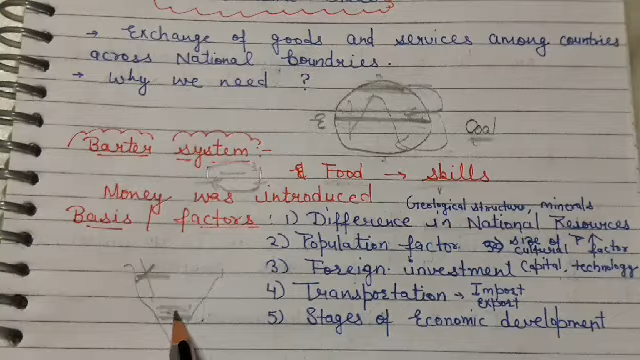 → Exchange of goods and services among countries
across National boundries.
→ Why we need ?
Coal
Barter system :-
Food → skills
Money was introduced
Geological structure, minerals
Basis / factors : 1) Difference in National Resources
2) Population factor size of P ↑
cultural factor
3) Foreign investment Capital, technology
4) Transportation → Import
export
5) Stages of Economic development